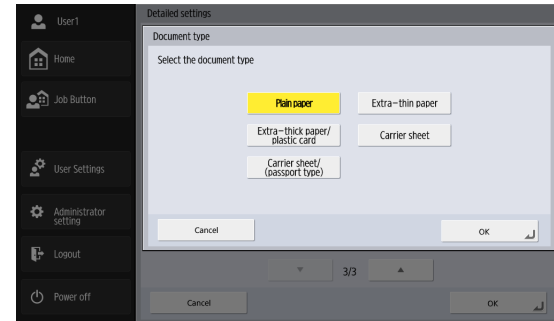 User1
Home
Job Button
User Settings
Administrator
setting
Logout
Power off
Detailed settings
Document type
Select the document type
Plain paper
Extra-thin paper
Extra-thick paper/
plastic card
Carrier sheet
Carrier sheet/
(passport type)
Cancel
OK
3/3
Cancel
OK